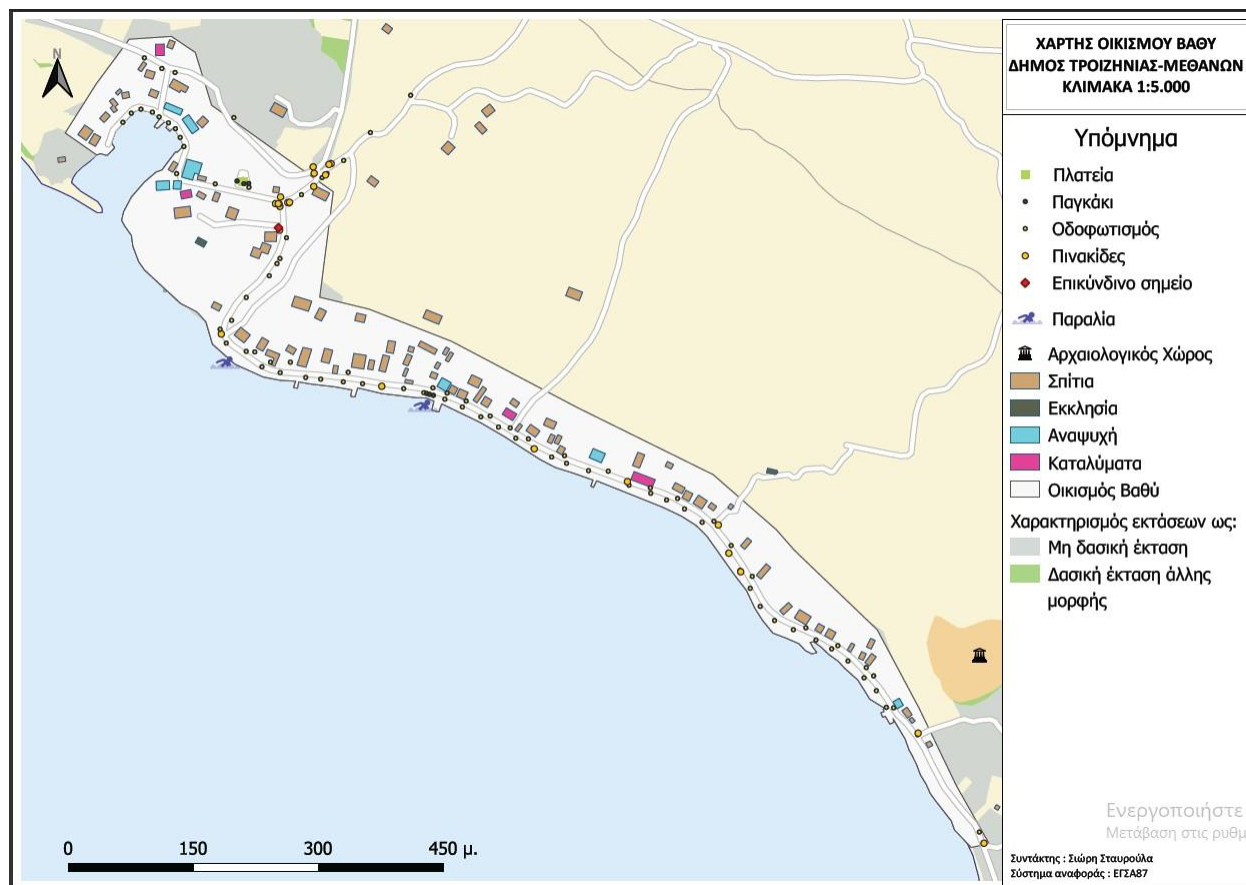 ΧΑΡΤΗΣ ΟΙΚΙΣΜΟΥ ΒΑΘΥ
ΔΗΜΟΣ ΤΡΟΙΖΗΝΙΑΣ-ΜΕΘΑΝΩΝ
ΚΛΙΜΑΚΑ 1:5.000
Υπόμνημα
Πλατεία
Παγκάκι
Οδοφωτισμός
Πινακίδες
Επικύνδινο σημείο
Παραλία
Αρχαιολογικός Χώρος
Σπίτια
Εκκλησία
Αναψυχή
Καταλύματα
Οικισμός Βαθύ
Χαρακτηρισμός εκτάσεων ως:
Μη δασική έκταση
Δασική έκταση άλλης
μορφής
Ενεργοποιήστε
Μετάβαση στις ρυθμ
Συντάκτης : Σιώρη Σταυρούλα
Σύστημα αναφοράς : ΕΓΣΑ87
N
0 150 300 450 μ.